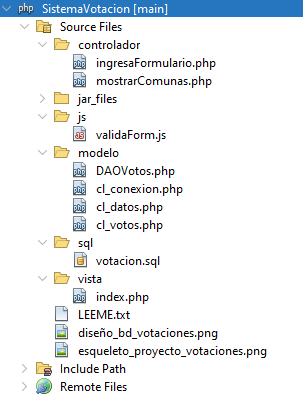 php SistemaVotacion [main]
Source Files
controlador
ingresaFormulario.php
mostrarComunas.php
jar_files
js
validaForm.js
modelo
DAOVotos.php
cl_conexion.php
cl_datos.php
cl_votos.php
sql
votacion.sql
vista
index.php
LEEME.txt
diseño_bd_votaciones.png
esqueleto_proyecto_votaciones.png
Include Path
Remote Files